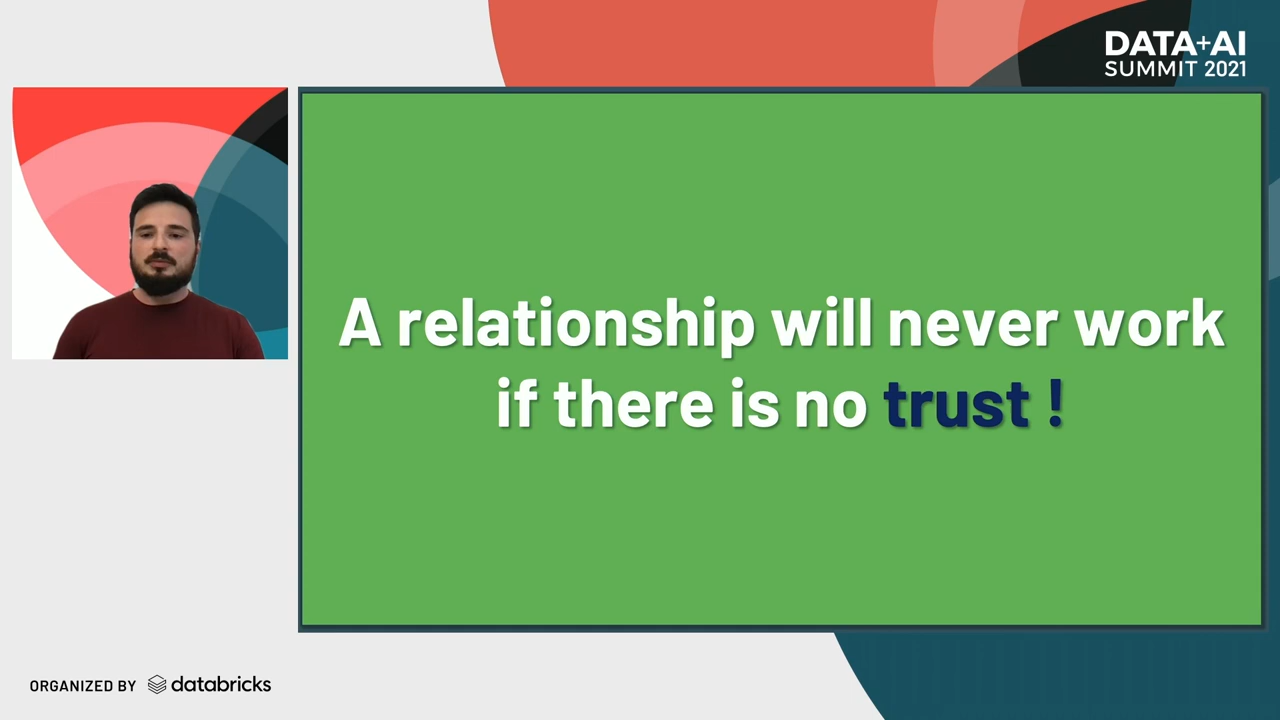 DATA+AI
SUMMIT 2021
A relationship will never work
if there is no trust !
ORGANIZED BY databricks